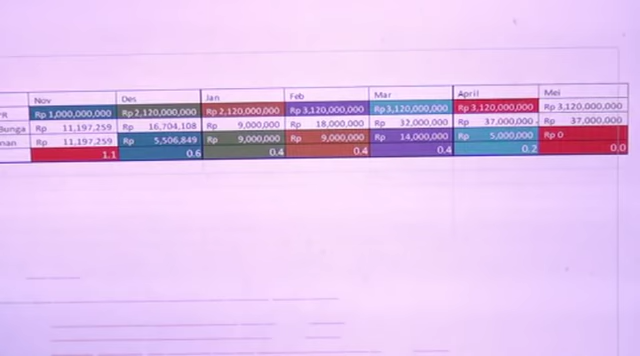 Nov Des Jan Feb Mar April Mei
PR Rp 1,000,000,000 Rp 2,120,000,000 Rp 2,120,000,000 Rp 3,120,000,000 Rp 3,120,000,000 Rp 3,120,000,000 Rp 3,120,000,000
Bunga Rp 11,197,259 Rp 16,704,108 Rp 9,000,000 Rp 18,000,000 Rp 32,000,000 Rp 37,000,000 Rp 37,000,000
nan Rp 11,197,259 Rp 5,506,849 Rp 9,000,000 Rp 9,000,000 Rp 14,000,000 Rp 5,000,000 Rp 0
1.1 0.6 0.4 0.4 0.4 0.2 0.0